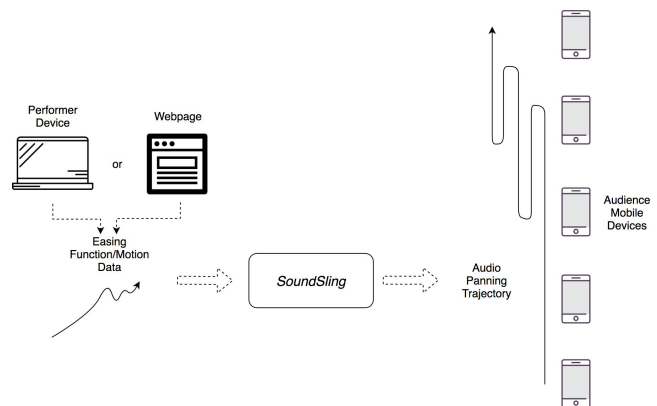 Performer
Device
Webpage
or
Easing
Function/Motion
Data
SoundSling
Audio
Panning
Trajectory
Audience
Mobile
Devices